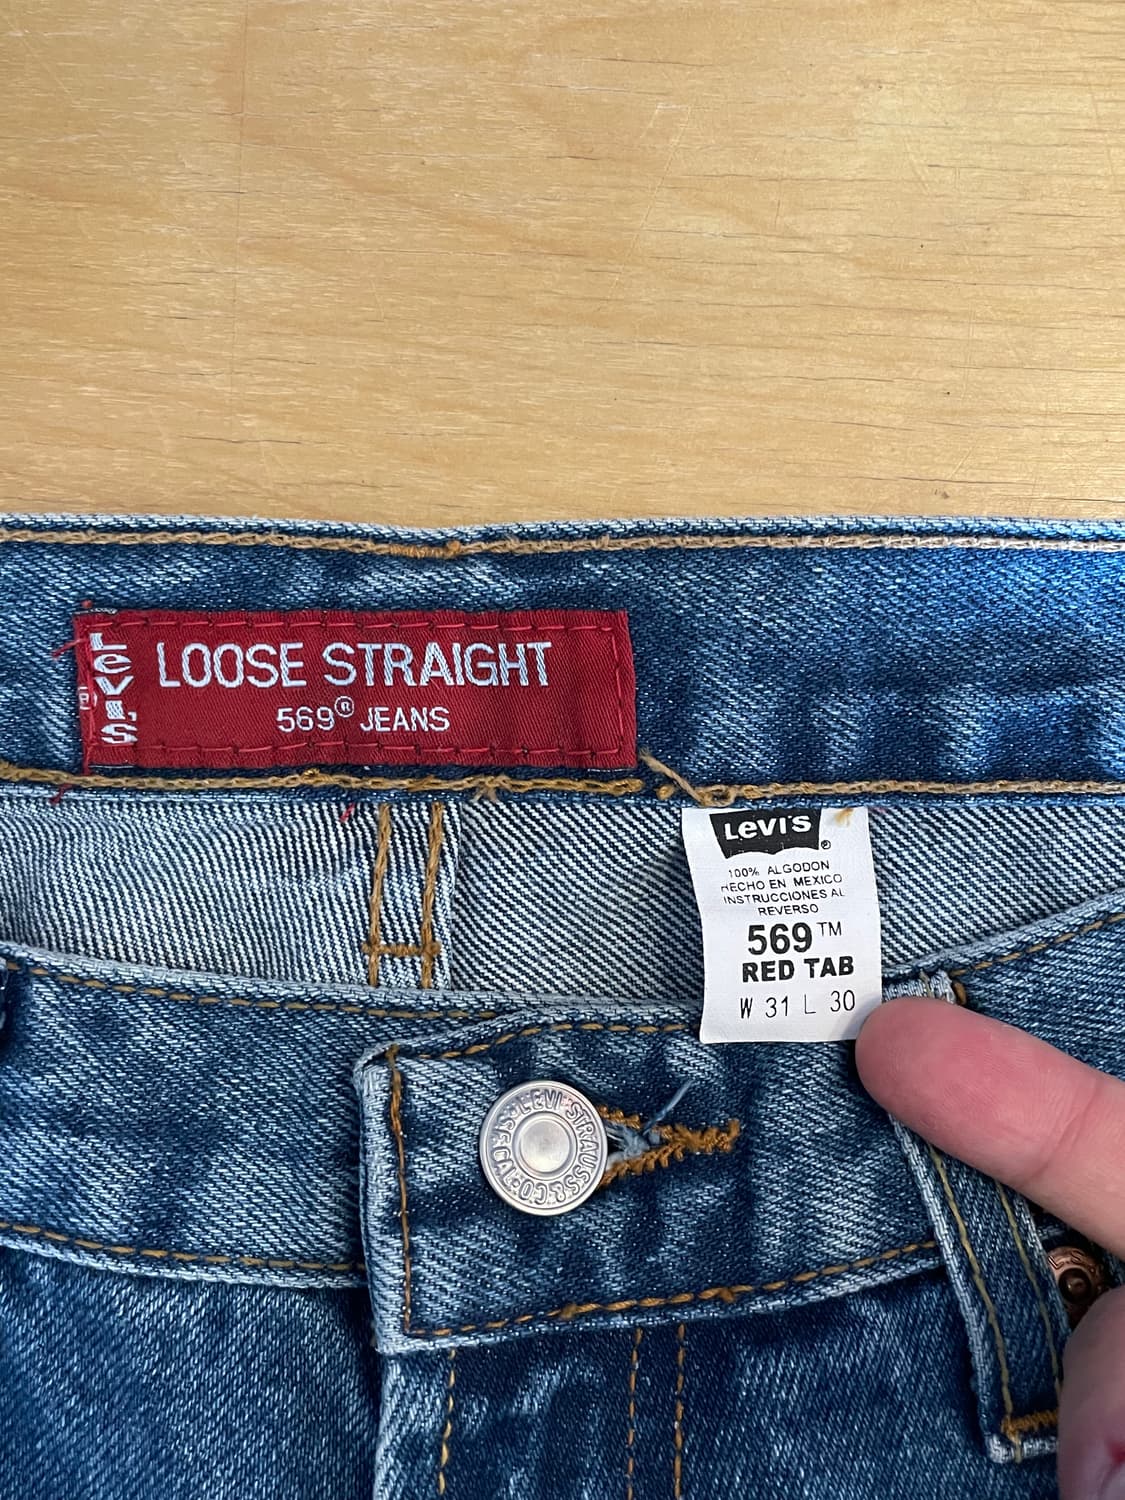 LEVI'S
LOOSE STRAIGHT
569® JEANS
LEVI'S®
100% ALGODON
HECHO EN MEXICO
INSTRUCCIONES AL
REVERSO
569™
RED TAB
W 31 L 30
LEVI STRAUSS & CO. S.F. CAL.